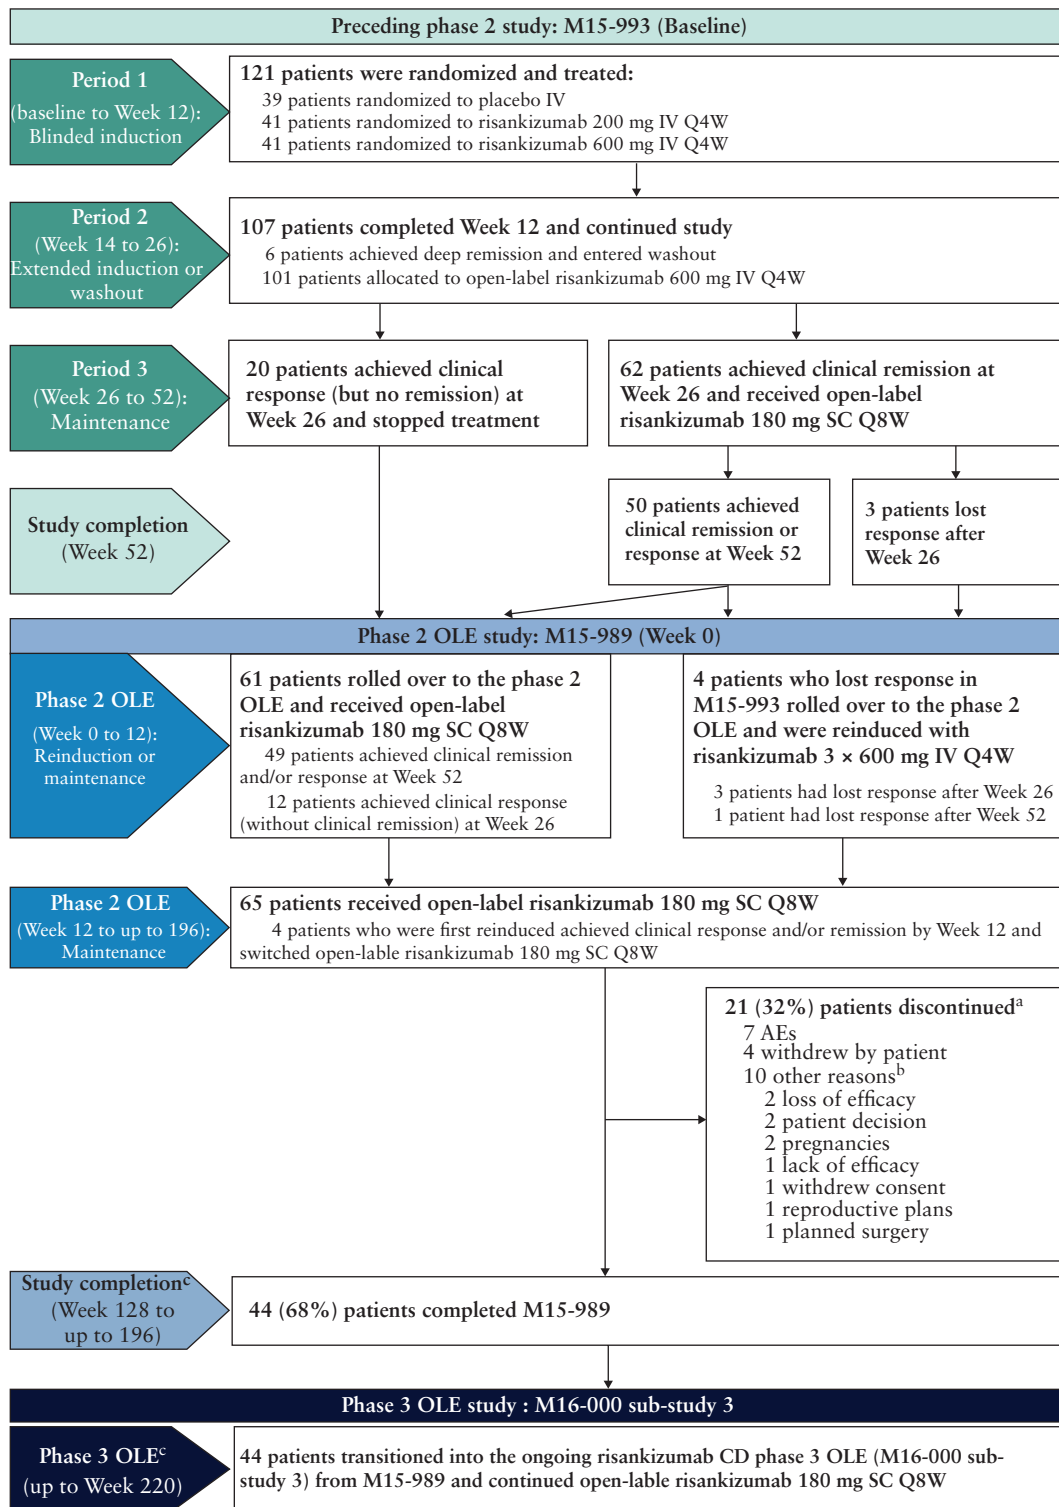 Preceding phase 2 study: M15-993 (Baseline)
Period 1
(baseline to Week 12):
Blinded induction
121 patients were randomized and treated:
39 patients randomized to placebo IV
41 patients randomized to risankizumab 200 mg IV Q4W
41 patients randomized to risankizumab 600 mg IV Q4W
Period 2
(Week 14 to 26):
Extended induction or
washout
107 patients completed Week 12 and continued study
6 patients achieved deep remission and entered washout
101 patients allocated to open-label risankizumab 600 mg IV Q4W
Period 3
(Week 26 to 52):
Maintenance
20 patients achieved clinical
response (but no remission) at
Week 26 and stopped treatment
62 patients achieved clinical remission at
Week 26 and received open-label
risankizumab 180 mg SC Q8W
Study completion
(Week 52)
50 patients achieved
clinical remission or
response at Week 52
3 patients lost
response after
Week 26
Phase 2 OLE study: M15-989 (Week 0)
Phase 2 OLE
(Week 0 to 12):
Reinduction or
maintenance
61 patients rolled over to the phase 2
OLE and received open-label
risankizumab 180 mg SC Q8W
49 patients achieved clinical remission
and/or response at Week 52
12 patients achieved clinical response
(without clinical remission) at Week 26
4 patients who lost response in
M15-993 rolled over to the phase 2
OLE and were reinduced with
risankizumab 3 × 600 mg IV Q4W
3 patients had lost response after Week 26
1 patient had lost response after Week 52
Phase 2 OLE
(Week 12 to up to 196):
Maintenance
65 patients received open-label risankizumab 180 mg SC Q8W
4 patients who were first reinduced achieved clinical response and/or remission by Week 12 and
switched open-lable risankizumab 180 mg SC Q8W
21 (32%) patients discontinuedᵃ
7 AEs
4 withdrew by patient
10 other reasonsᵇ
2 loss of efficacy
2 patient decision
2 pregnancies
1 lack of efficacy
1 withdrew consent
1 reproductive plans
1 planned surgery
Study completionᶜ
(Week 128 to
up to 196)
44 (68%) patients completed M15-989
Phase 3 OLE study : M16-000 sub-study 3
Phase 3 OLEᶜ
(up to Week 220)
44 patients transitioned into the ongoing risankizumab CD phase 3 OLE (M16-000 sub-
study 3) from M15-989 and continued open-lable risankizumab 180 mg SC Q8W